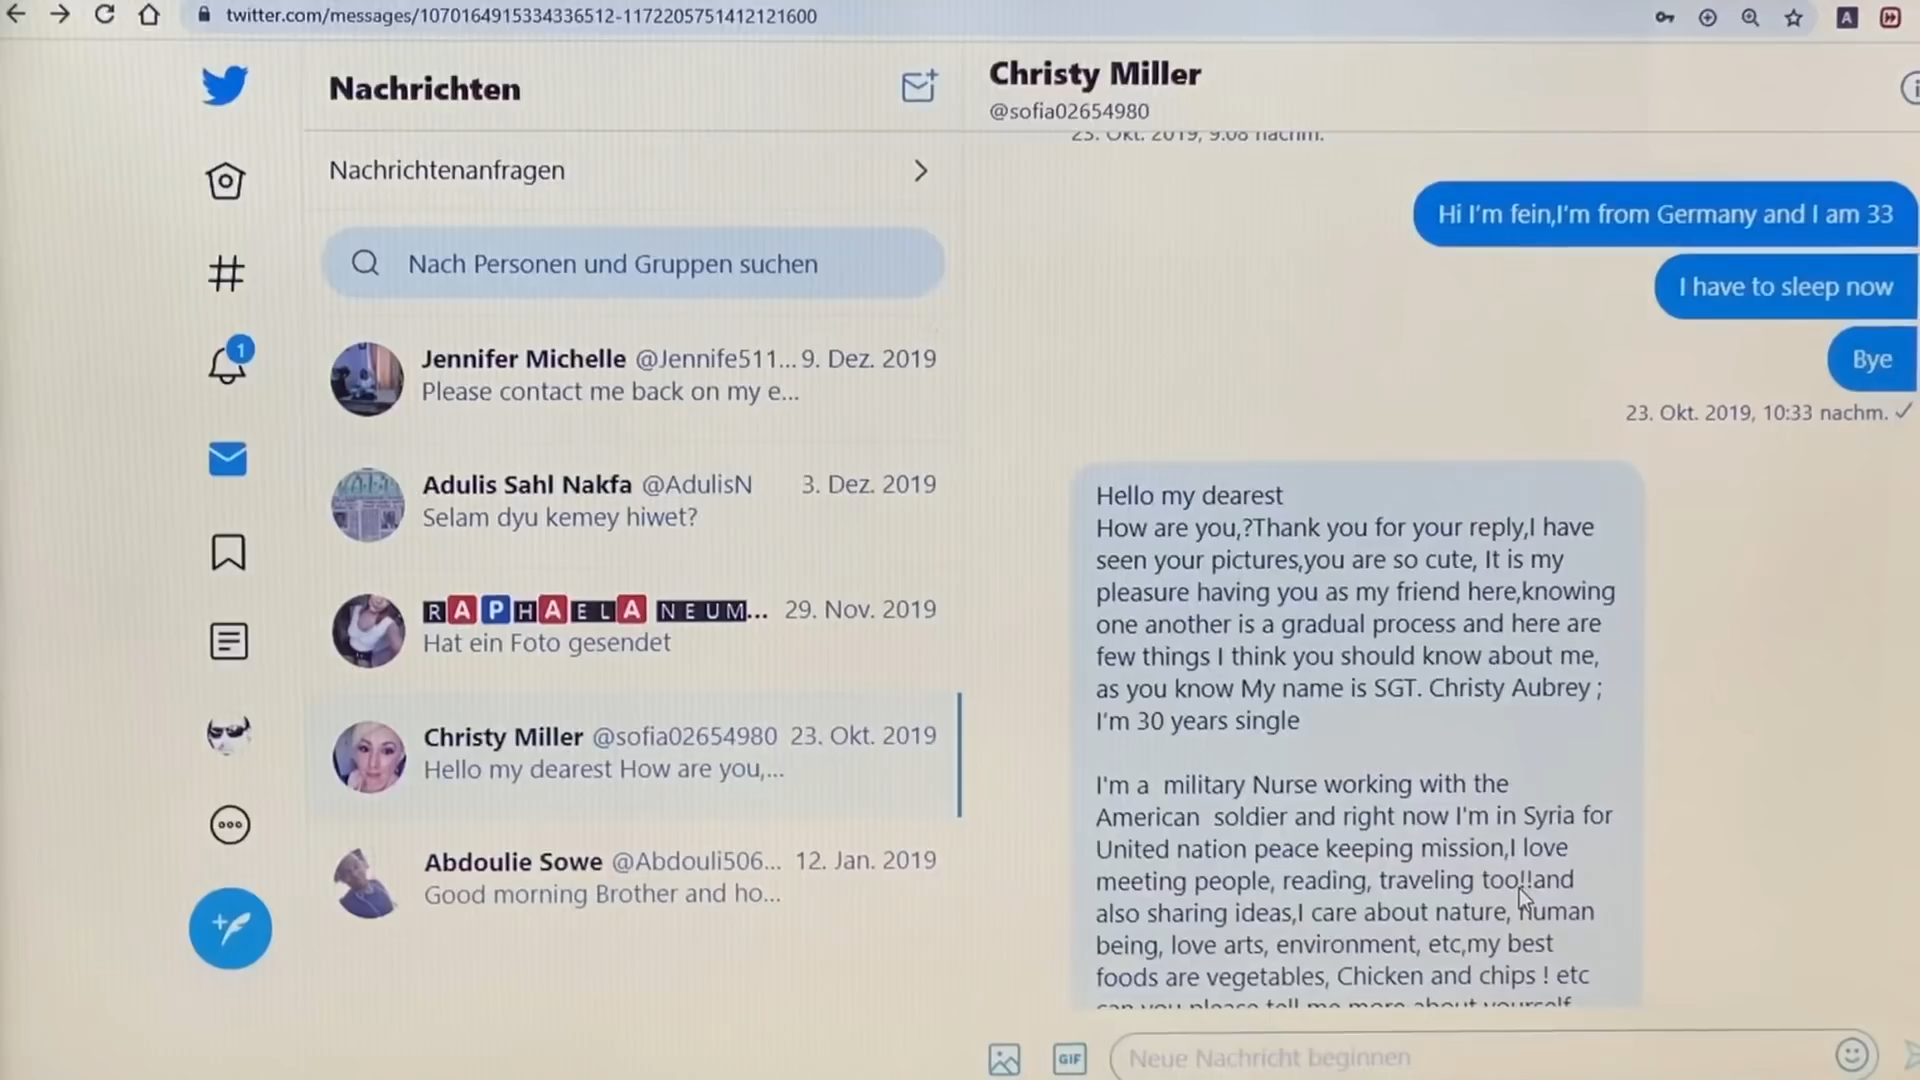 twitter.com/messages/1070164915334336512-1172205751412121600
Nachrichten
Nachrichtenanfragen
Nach Personen und Gruppen suchen
1
Jennifer Michelle @Jennife511... 9. Dez. 2019
Please contact me back on my e...
Adulis Sahl Nakfa @AdulisN 3. Dez. 2019
Selam dyu kemey hiwet?
RAPHAELA NEUM... 29. Nov. 2019
Hat ein Foto gesendet
Christy Miller @sofia02654980 23. Okt. 2019
Hello my dearest How are you,...
Abdoulie Sowe @Abdouli506... 12. Jan. 2019
Good morning Brother and ho...
Christy Miller
@sofia02654980
23. Okt. 2019, 9:08 nachm.
Hi I'm fein,I'm from Germany and I am 33
I have to sleep now
Bye
23. Okt. 2019, 10:33 nachm.
Hello my dearest
How are you,?Thank you for your reply,I have
seen your pictures,you are so cute, It is my
pleasure having you as my friend here,knowing
one another is a gradual process and here are
few things I think you should know about me,
as you know My name is SGT. Christy Aubrey ;
I'm 30 years single
I'm a  military Nurse working with the
American  soldier and right now I'm in Syria for
United nation peace keeping mission,I love
meeting people, reading, traveling too!!and
also sharing ideas,I care about nature, human
being, love arts, environment, etc,my best
foods are vegetables, Chicken and chips ! etc
can you please tell me more about yourself
GIF
Neue Nachricht beginnen
A